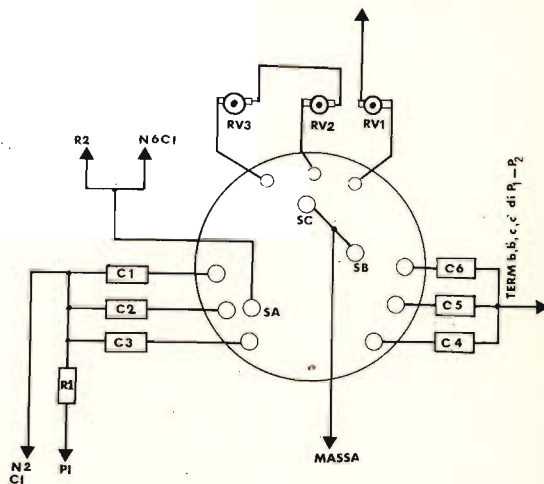 RV3
RV2
RV1
R2
N6C1
SC
SB
SA
C1
C2
C3
C6
C5
C4
TERM b, b', c, c' di P1-P2
R1
N2
C1
P1
MASSA